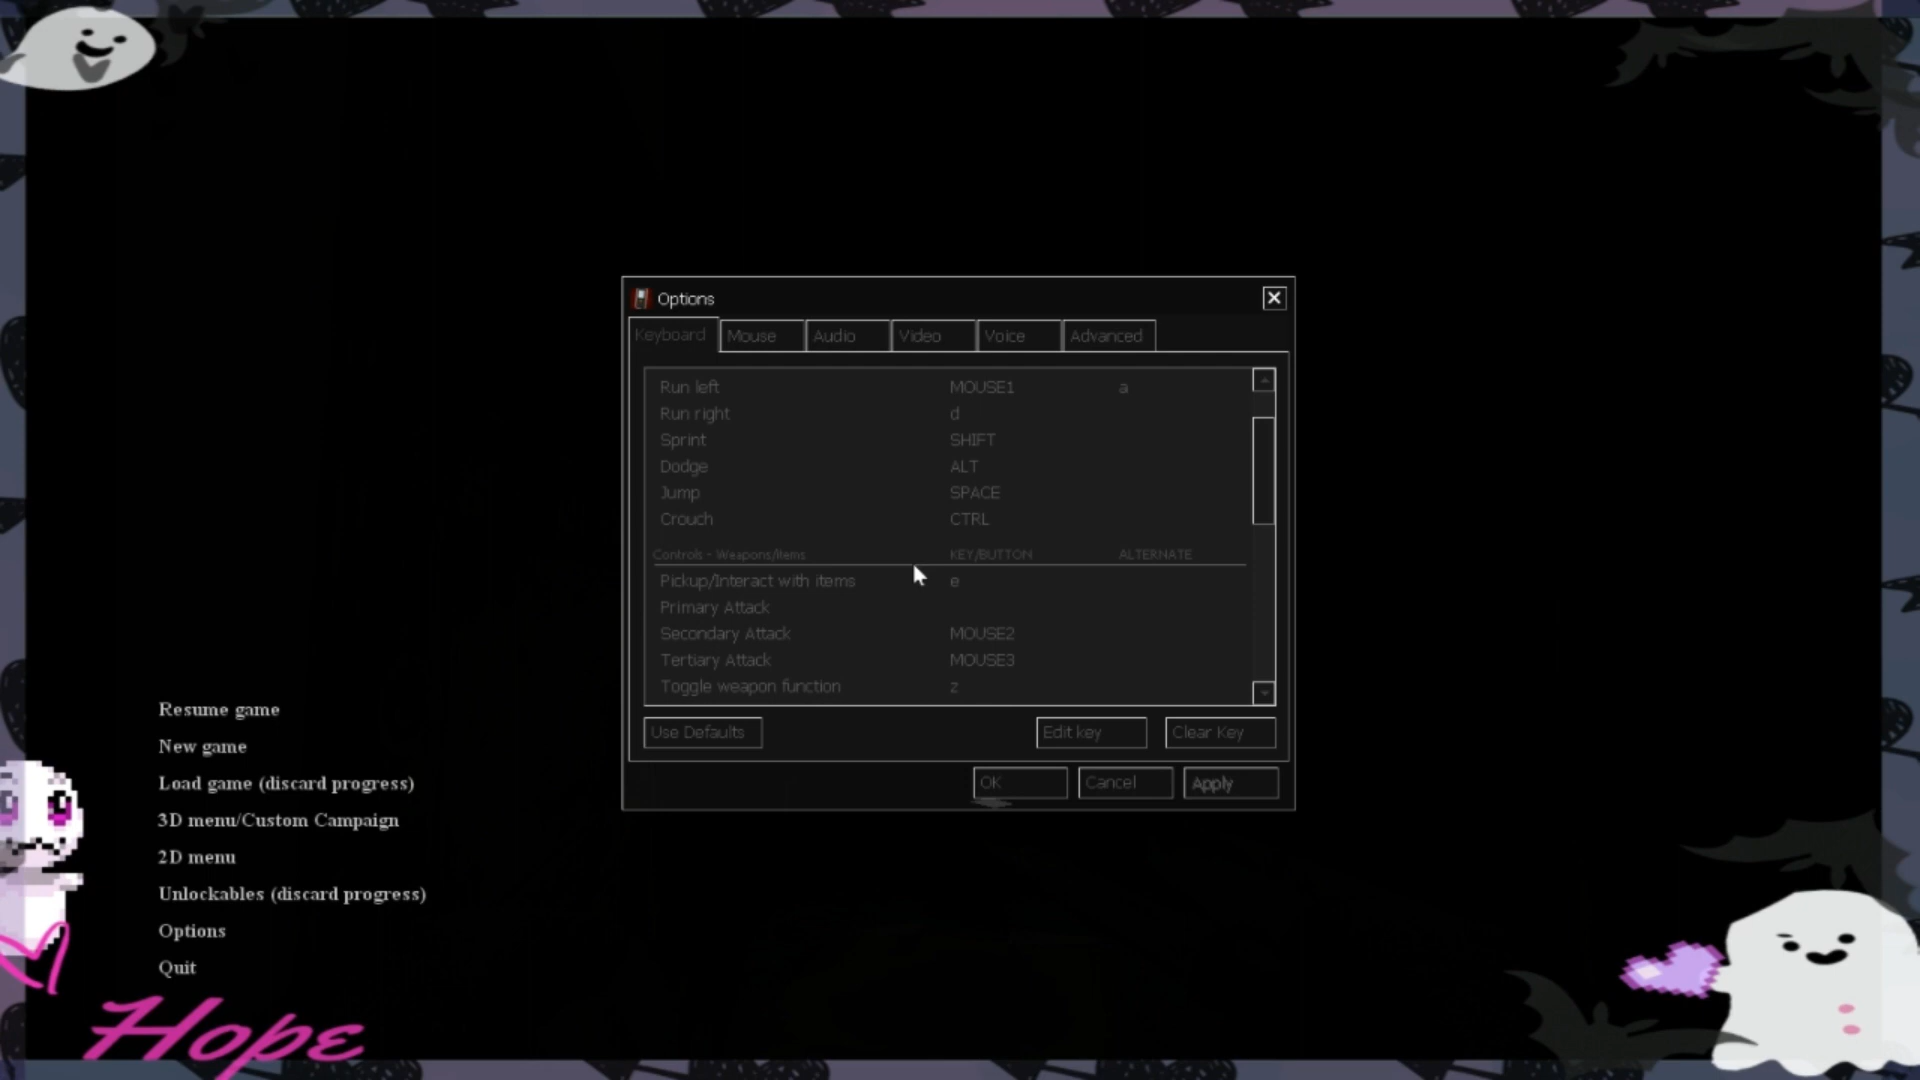 Options
Keyboard Mouse Audio Video Voice Advanced
Run left MOUSE1 a
Run right d
Sprint SHIFT
Dodge ALT
Jump SPACE
Crouch CTRL
Controls - Weapons/Items KEY/BUTTON ALTERNATE
Pickup/Interact with items e
Primary Attack
Secondary Attack MOUSE2
Tertiary Attack MOUSE3
Toggle weapon function z
Use Defaults Edit key Clear Key
OK Cancel Apply
Resume game
New game
Load game (discard progress)
3D menu/Custom Campaign
2D menu
Unlockables (discard progress)
Options
Quit
Hope